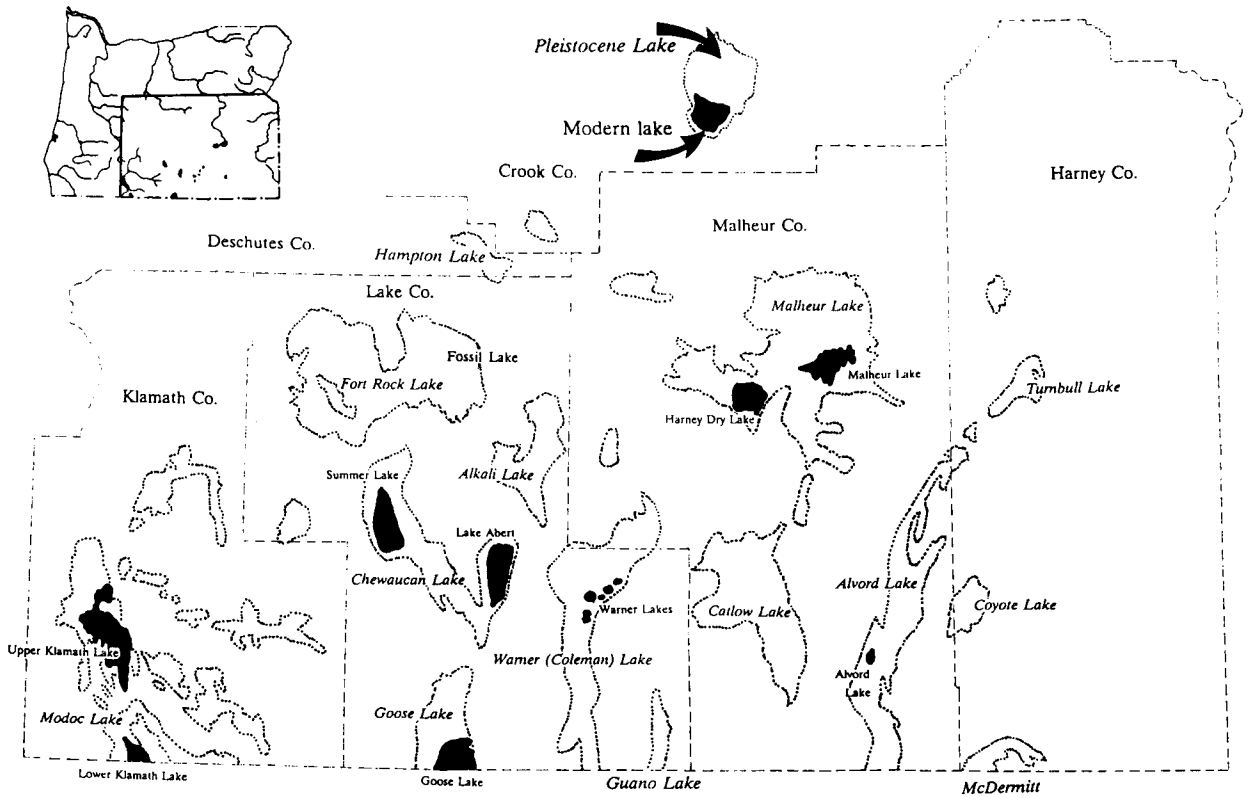 Pleistocene Lake
Modern lake
Crook Co.
Harney Co.
Deschutes Co.
Malheur Co.
Hampton Lake
Lake Co.
Malheur Lake
Fossil Lake
Fort Rock Lake
Malheur Lake
Turnbull Lake
Klamath Co.
Harney Dry Lake
Summer Lake
Alkali Lake
Lake Abert
Chewaucan Lake
Alvord Lake
Catlow Lake
Warner Lakes
Coyote Lake
Upper Klamath Lake
Warner (Coleman) Lake
Alvord
Lake
Modoc Lake
Goose Lake
Lower Klamath Lake
Goose Lake
Guano Lake
McDermitt